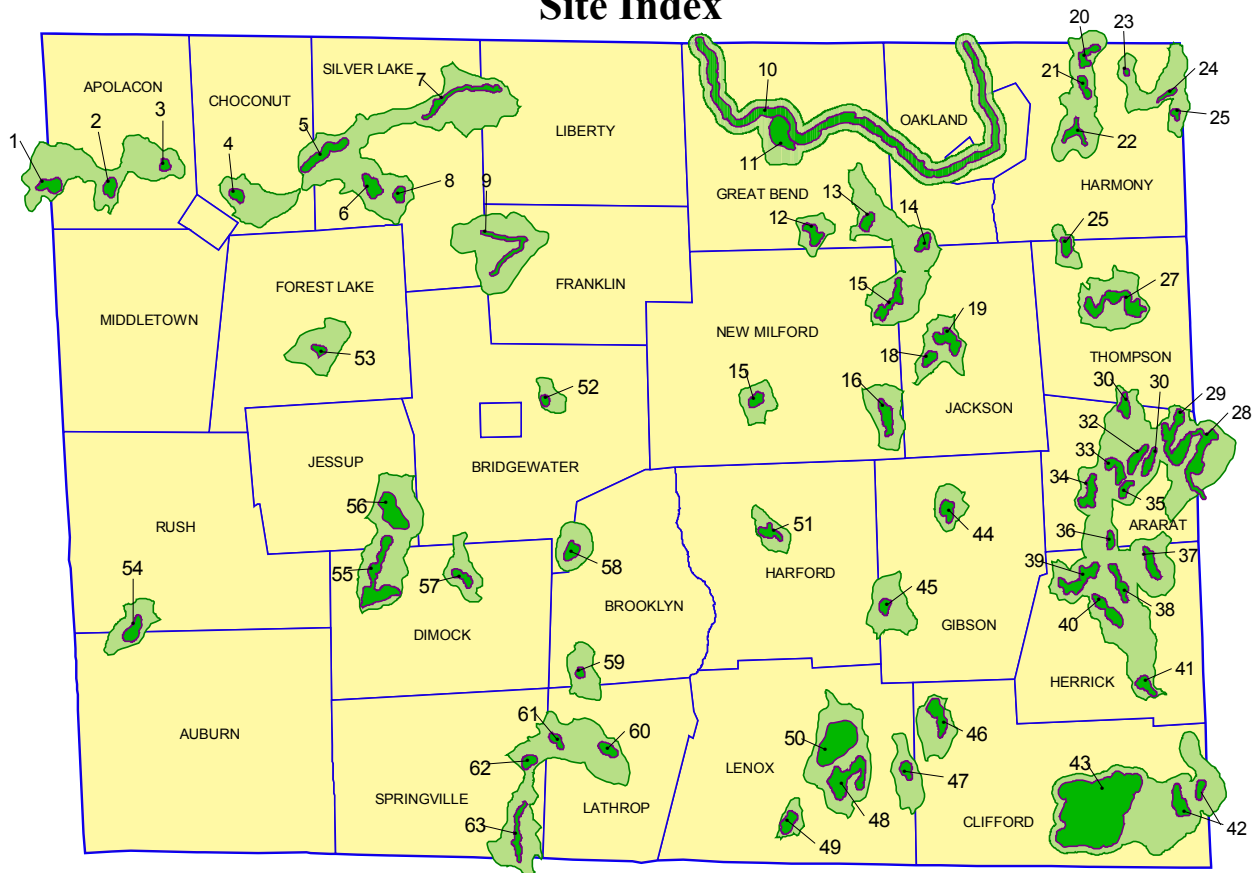 Site Index
20
23
SILVER LAKE
7
10
21
24
APOLACON
CHOCONUT
OAKLAND
25
1
2
3
4
5
LIBERTY
11
22
6
8
9
GREAT BEND
13
14
HARMONY
12
25
FOREST LAKE
FRANKLIN
15
27
MIDDLETOWN
NEW MILFORD
19
53
18
THOMPSON
15
16
30
30
29
52
JACKSON
28
32
JESSUP
BRIDGEWATER
33
34
56
35
RUSH
51
44
36
ARARAT
37
54
55
57
58
HARFORD
39
BROOKLYN
45
38
DIMOCK
GIBSON
40
59
41
HERRICK
AUBURN
61
60
50
46
62
LENOX
47
43
SPRINGVILLE
LATHROP
48
CLIFFORD
63
49
42